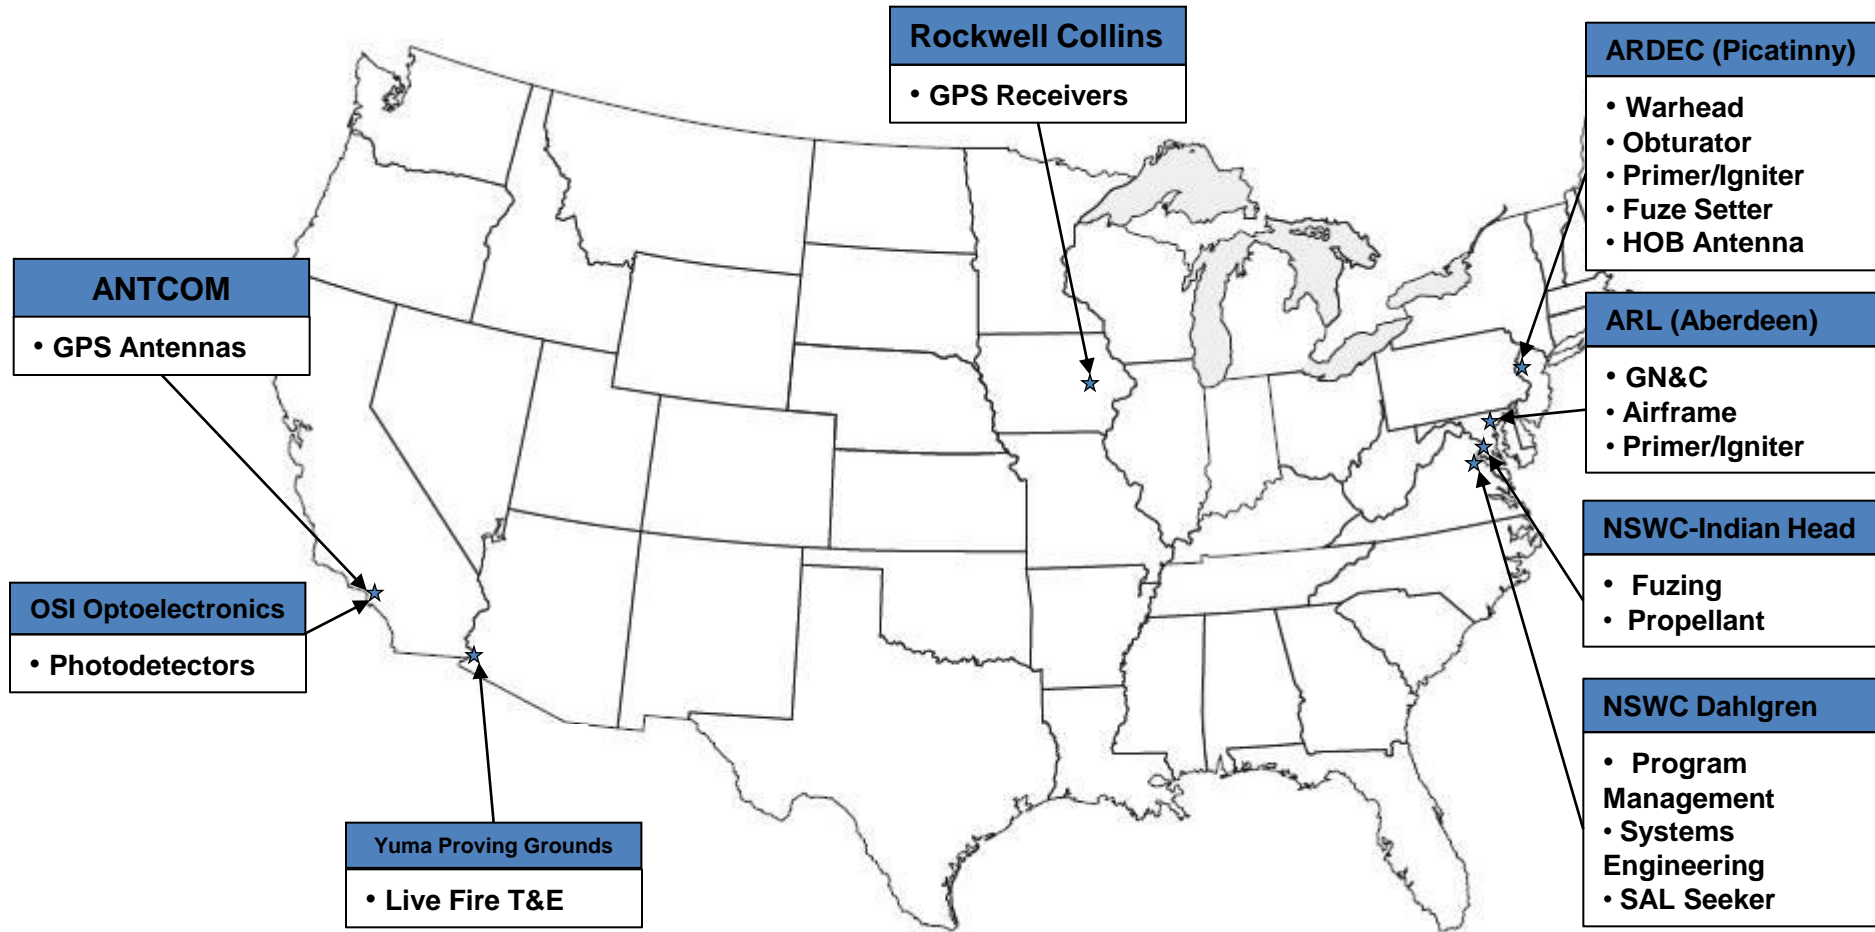 Rockwell Collins
• GPS Receivers
ARDEC (Picatinny)
• Warhead
• Obturator
• Primer/Igniter
• Fuze Setter
• HOB Antenna
ANTCOM
• GPS Antennas
ARL (Aberdeen)
• GN&C
• Airframe
• Primer/Igniter
NSWC-Indian Head
• Fuzing
• Propellant
OSI Optoelectronics
• Photodetectors
NSWC Dahlgren
• Program
Management
• Systems
Engineering
• SAL Seeker
Yuma Proving Grounds
• Live Fire T&E